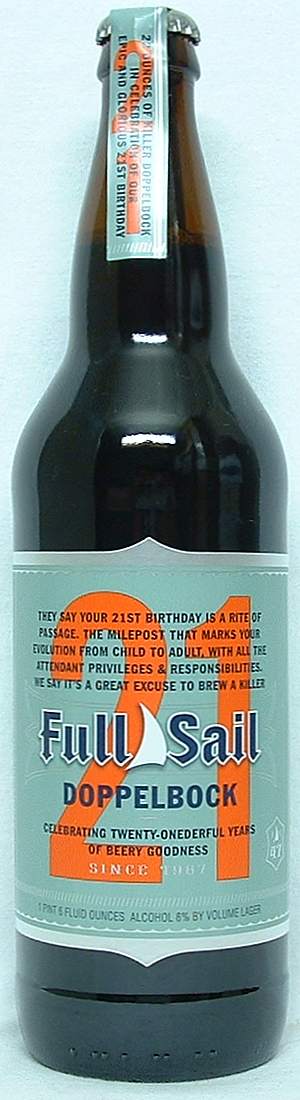 22 OUNCES OF KILLER DOPPELBOCK
IN CELEBRATION OF OUR
EPIC AND GLORIOUS 21ST BIRTHDAY
21
21
THEY SAY YOUR 21ST BIRTHDAY IS A RITE OF
PASSAGE. THE MILEPOST THAT MARKS YOUR
EVOLUTION FROM CHILD TO ADULT, WITH ALL THE
ATTENDANT PRIVILEGES & RESPONSIBILITIES.
WE SAY IT'S A GREAT EXCUSE TO BREW A KILLER
Full Sail
DOPPELBOCK
CELEBRATING TWENTY-ONEDERFUL YEARS
OF BEERY GOODNESS
SINCE 1987
1 PINT 6 FLUID OUNCES ALCOHOL 8% BY VOLUME LAGER